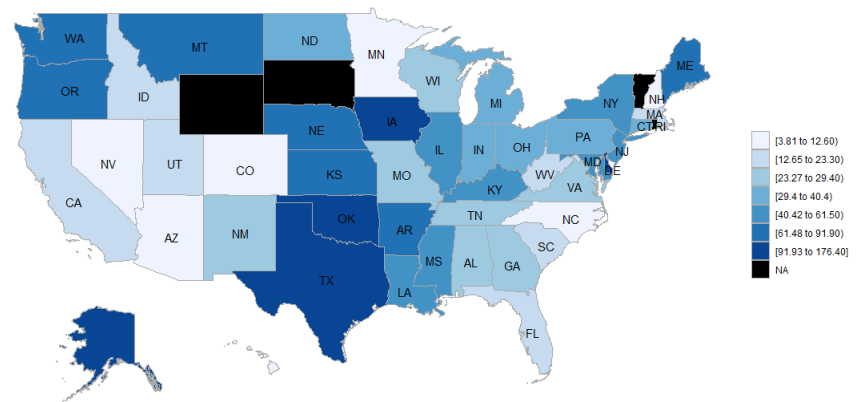 WA
MT
ND
MN
ME
OR
ID
WI
MI
NY
NH
MA
CT RI
IA
NE
PA
NJ
NV
UT
CO
IL
IN
OH
MD
DE
CA
KS
MO
WV
VA
KY
AZ
NM
OK
AR
TN
NC
SC
TX
MS
AL
GA
LA
FL
[3.81 to 12.60)
[12.65 to 23.30)
[23.27 to 29.40)
[29.4 to 40.4)
[40.42 to 61.50)
[61.48 to 91.90)
[91.93 to 176.40]
NA